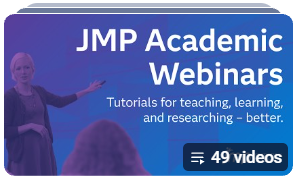 JMP Academic
Webinars
Tutorials for teaching, learning,
and researching – better.
49 videos